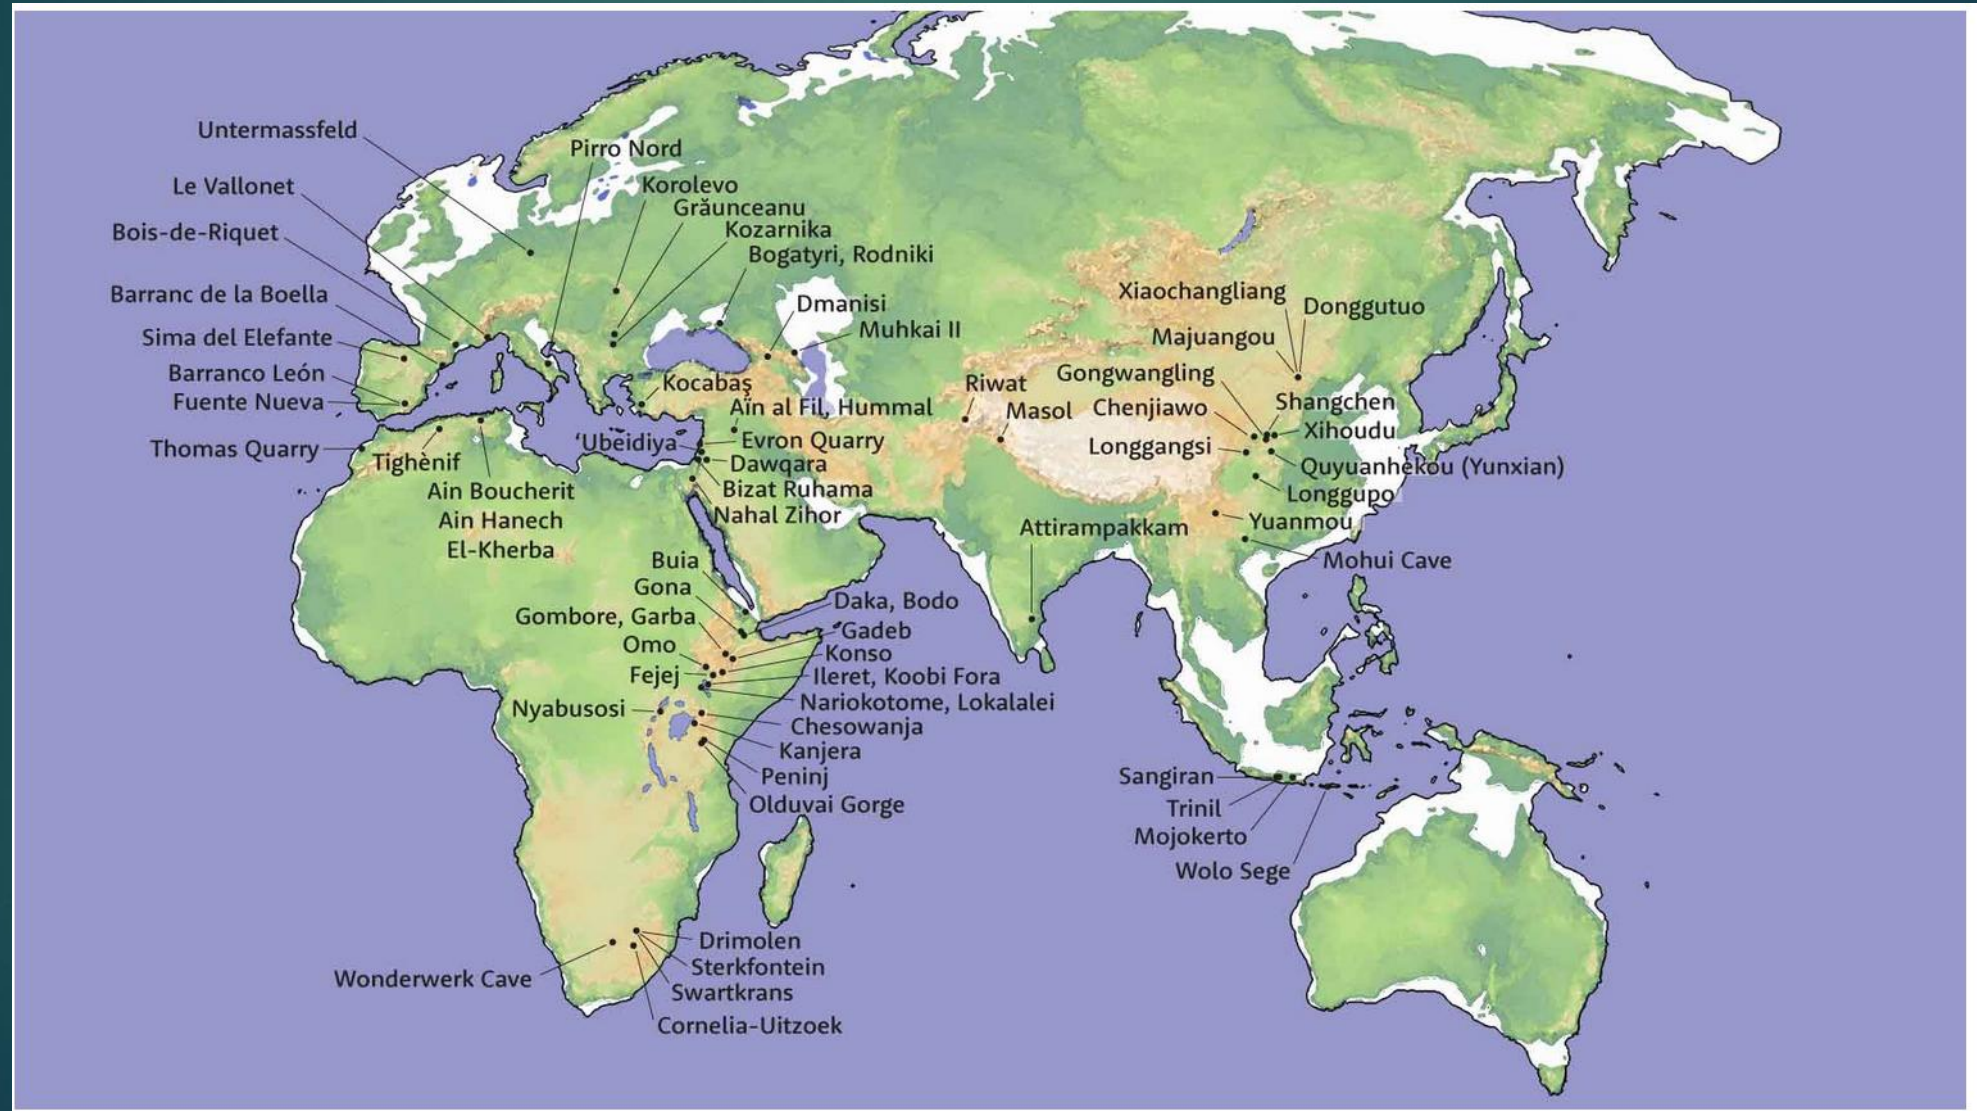 Untermassfeld
Pirro Nord
Le Vallonet
Korolevo
Grăunceanu
Bois-de-Riquet
Kozarnika
Bogatyri, Rodniki
Barranc de la Boella
Dmanisi
Sima del Elefante
Muhkai II
Barranco León
Fuente Nueva
Kocabaş
Aïn al Fil, Hummal
Thomas Quarry
‘Ubeidiya
Evron Quarry
Tighènif
Dawqara
Ain Boucherit
Ain Hanech
El-Kherba
Bizat Ruhama
Nahal Zihor
Xiaochangliang
Donggutuo
Majuangou
Gongwangling
Riwat
Masol
Chenjiawo
Shangchen
Xihoudu
Longgangsi
Quyuanhekou (Yunxian)
Longgupo
Attirampakkam
Yuanmou
Mohui Cave
Buia
Gona
Daka, Bodo
Gombore, Garba
Gadeb
Omo
Konso
Fejej
Ileret, Koobi Fora
Nariokotome, Lokalalei
Nyabusosi
Chesowanja
Kanjera
Peninj
Olduvai Gorge
Sangiran
Trinil
Mojokerto
Wolo Sege
Drimolen
Sterkfontein
Wonderwerk Cave
Swartkrans
Cornelia-Uitzoek